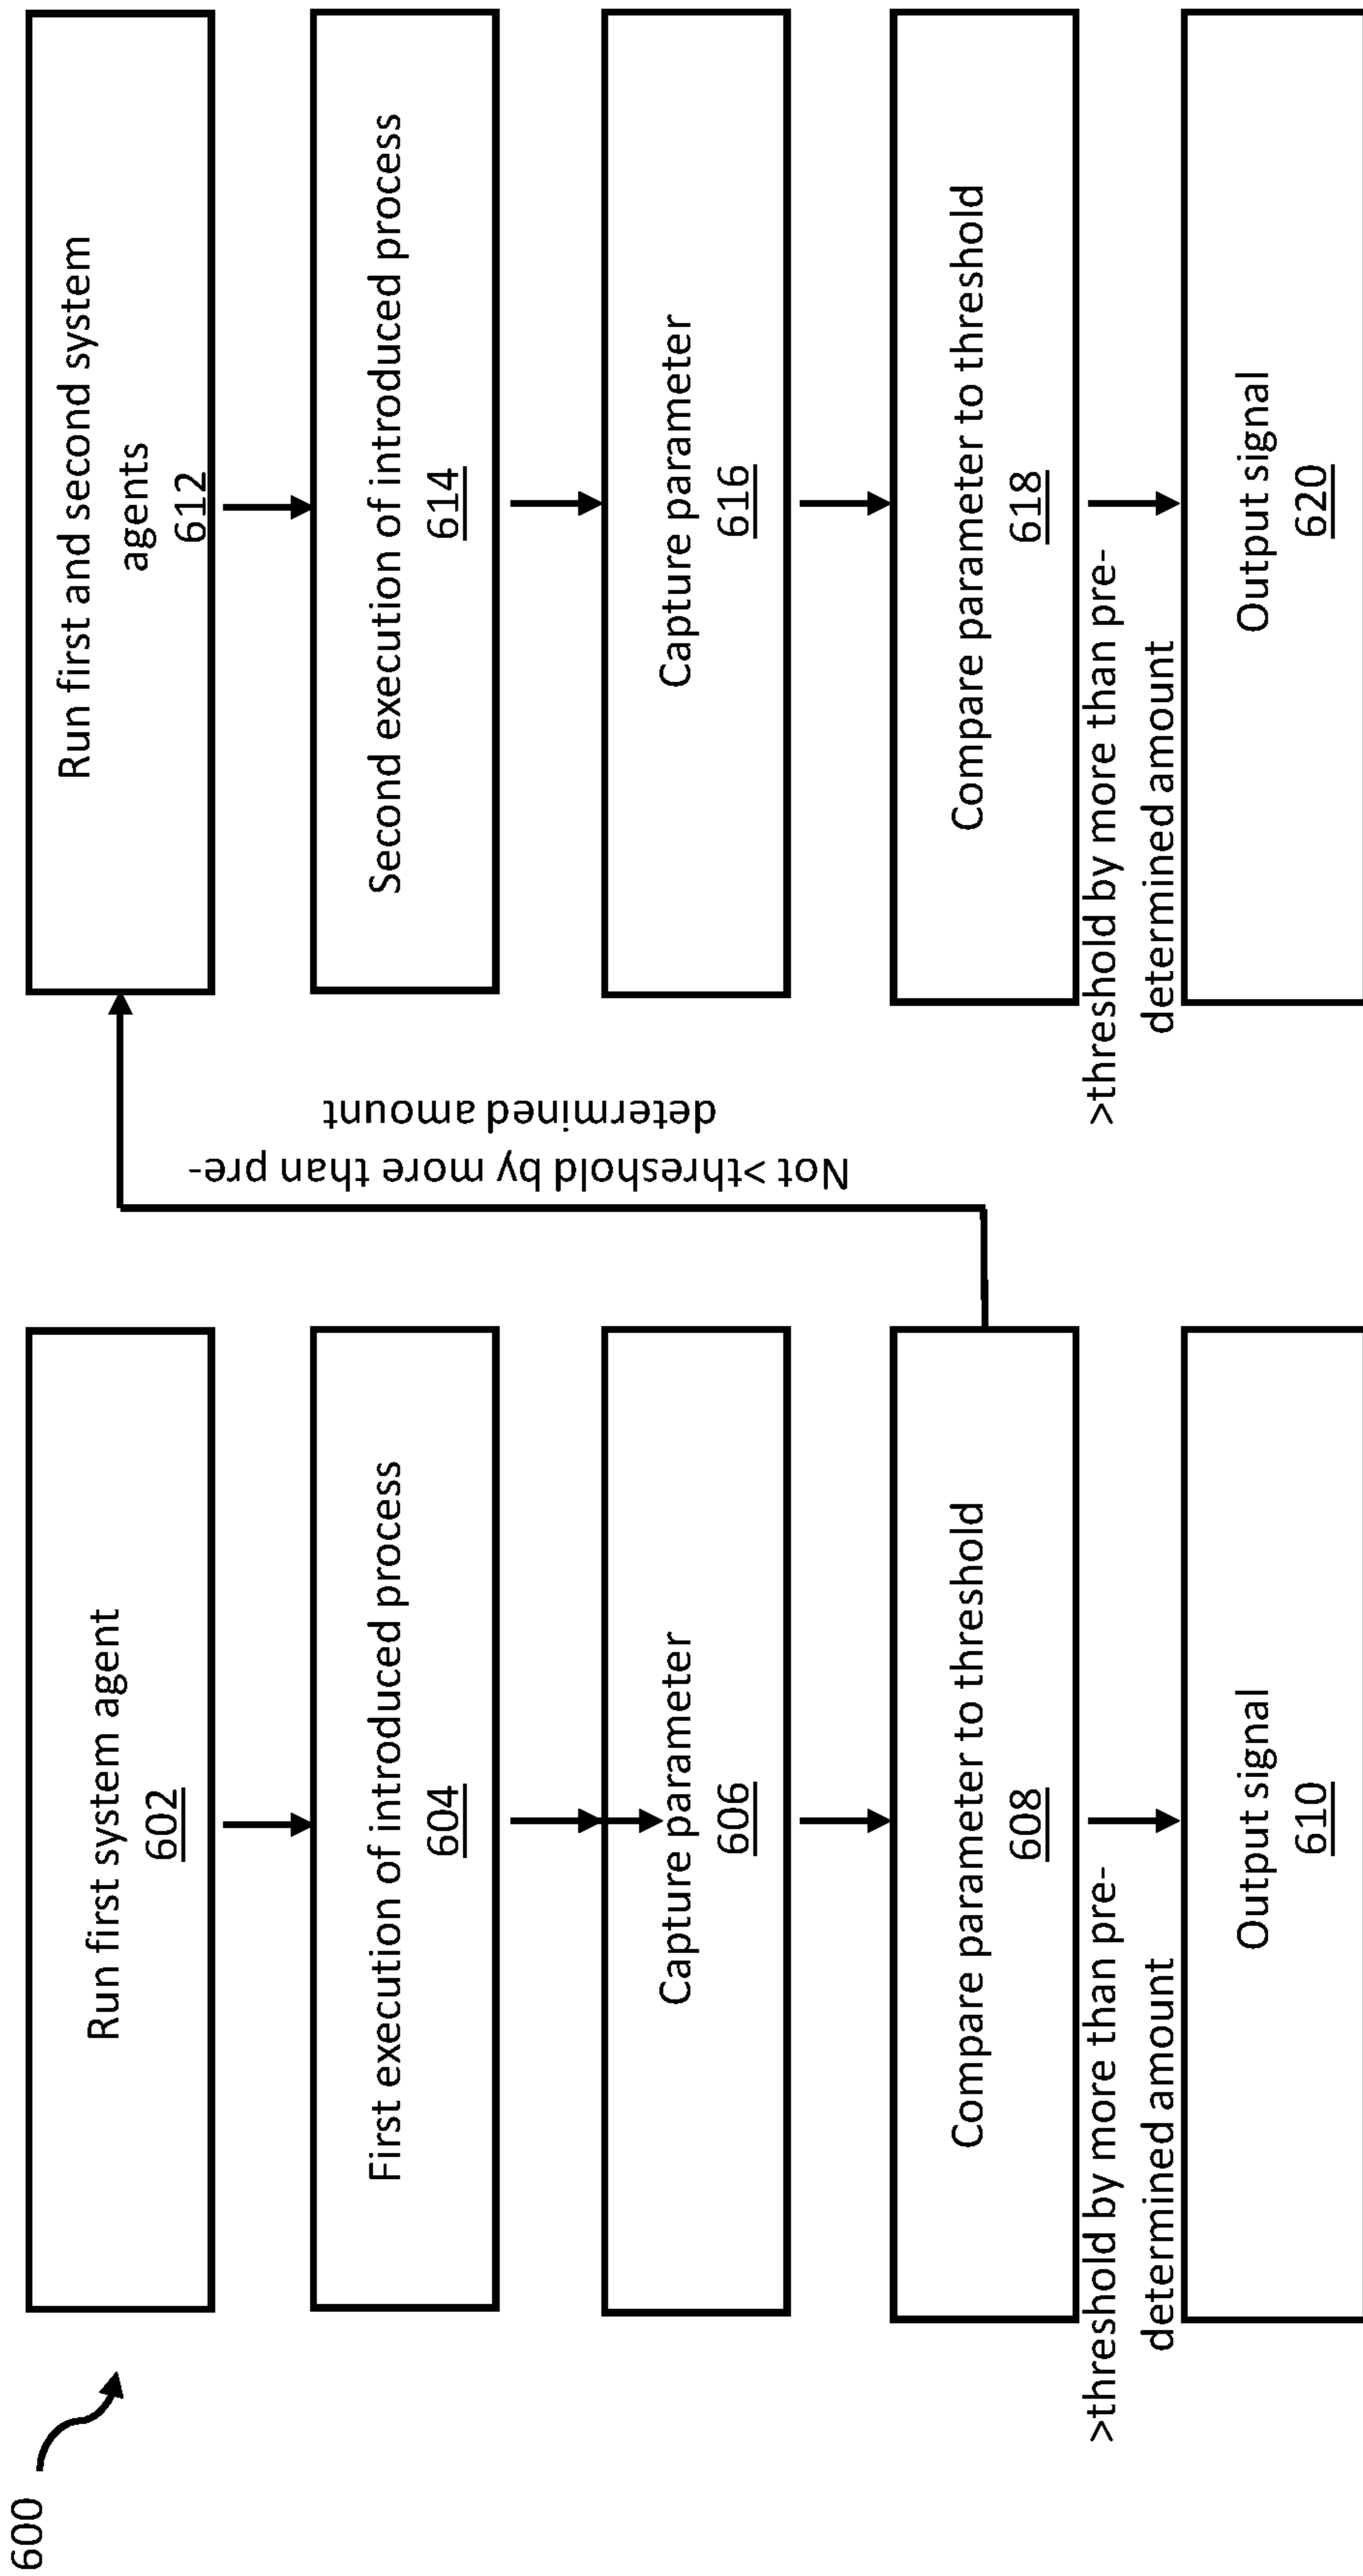 600
Run first system agent
602
First execution of introduced process
604
Capture parameter
606
Compare parameter to threshold
608
>threshold by more than pre-
determined amount
Output signal
610
Not >threshold by more than pre-
determined amount
Run first and second system
agents
612
Second execution of introduced process
614
Capture parameter
616
Compare parameter to threshold
618
>threshold by more than pre-
determined amount
Output signal
620